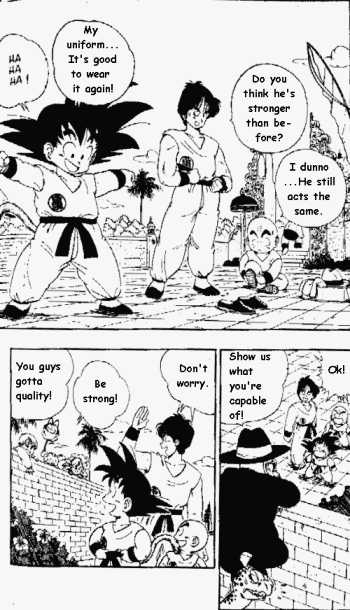 HA
HA
HA!
My
uniform...
It's good
to wear
it again!
Do you
think he's
stronger
than be-
fore?
I dunno
...He still
acts the
same.
You guys
gotta
quality!
Be
strong!
Don't
worry.
Show us
what
you're
capable
of!
Ok!